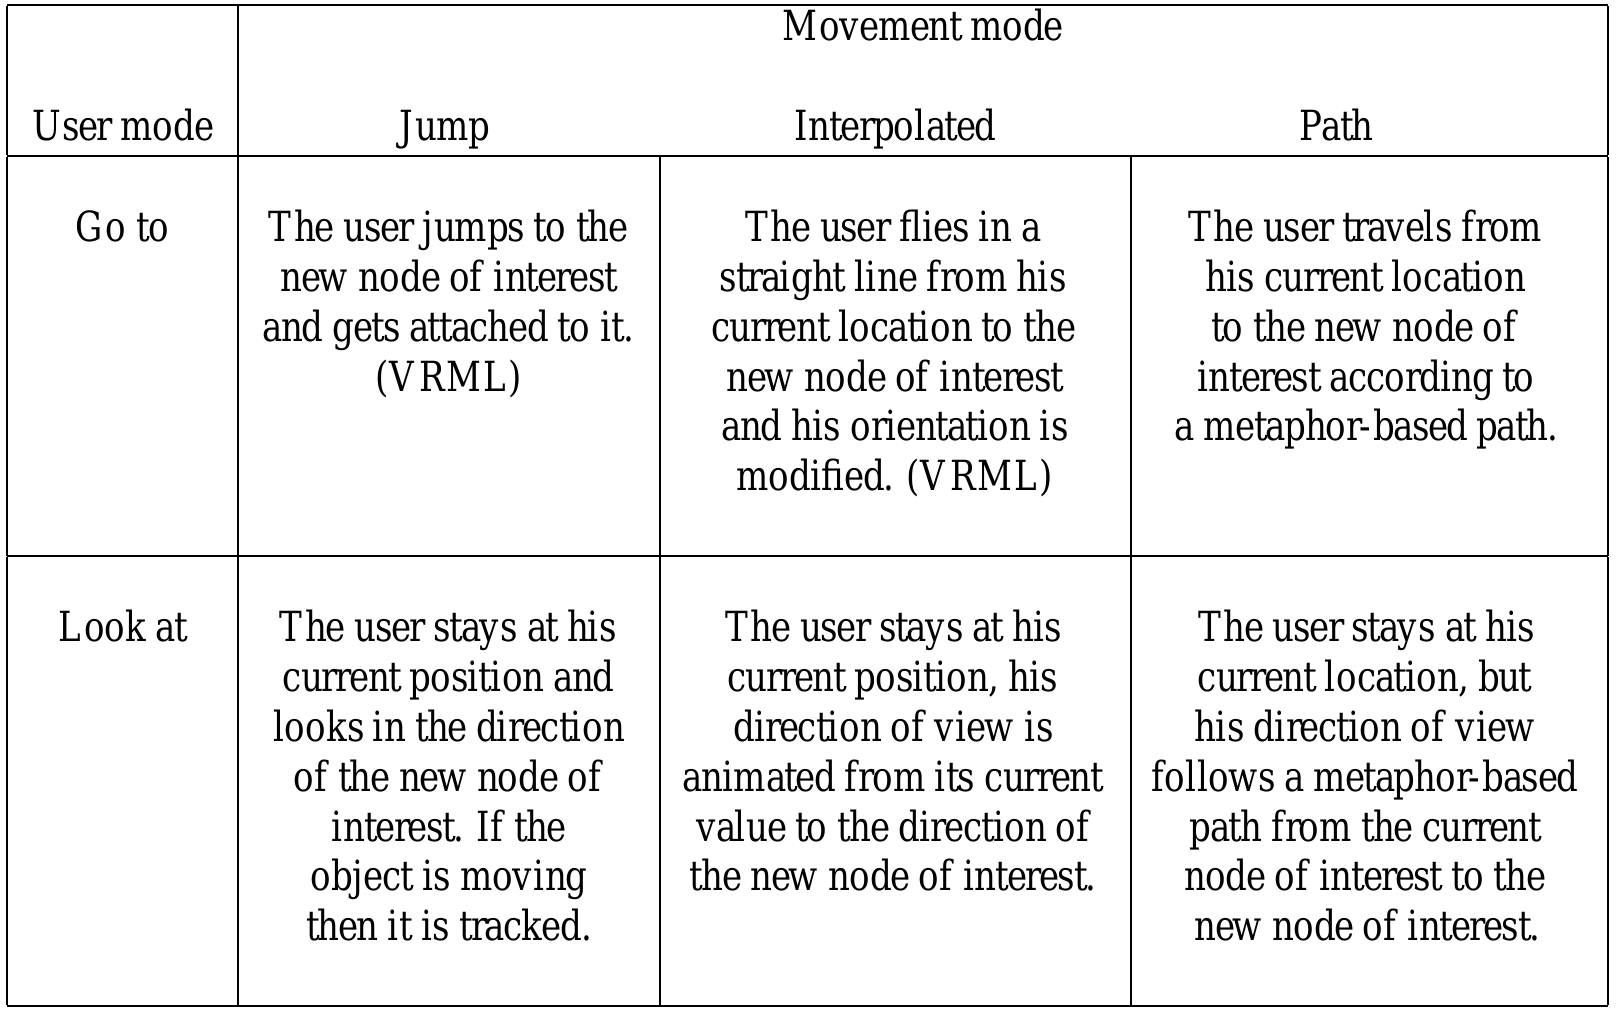 Movement mode
User mode Jump Interpolated Path
Go to
The user jumps to the
new node of interest
and gets attached to it.
(VRML)
The user flies in a
straight line from his
current location to the
new node of interest
and his orientation is
modified. (VRML)
The user travels from
his current location
to the new node of
interest according to
a metaphor-based path.
Look at
The user stays at his
current position and
looks in the direction
of the new node of
interest. If the
object is moving
then it is tracked.
The user stays at his
current position, his
direction of view is
animated from its current
value to the direction of
the new node of interest.
The user stays at his
current location, but
his direction of view
follows a metaphor-based
path from the current
node of interest to the
new node of interest.